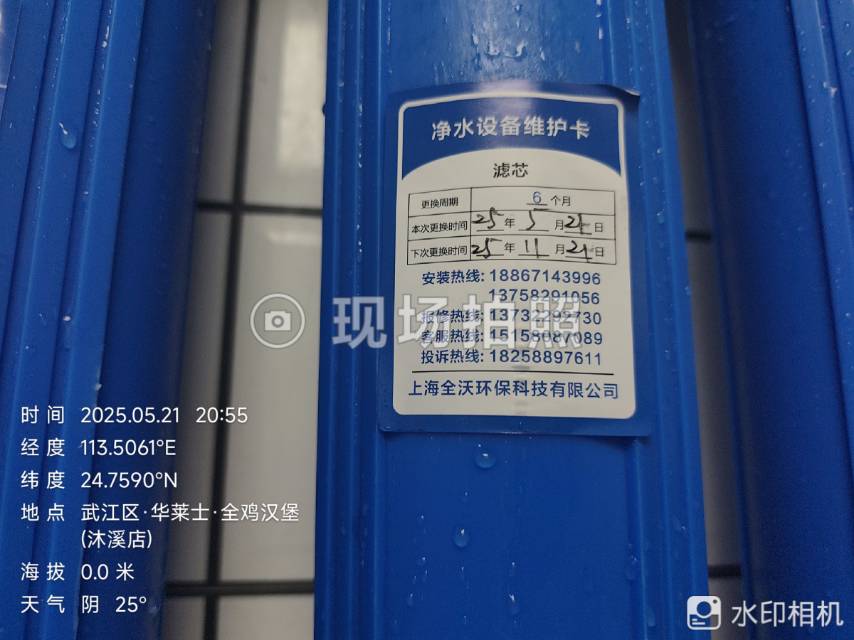 净水设备维护卡
滤芯
更换周期 6 个月
本次更换时间 25 年 5 月 21 日
下次更换时间 25 年 11 月 21 日
安装热线: 18867143996
13758291056
报修热线: 13732292730
客服热线: 15158087089
投诉热线: 18258897611
上海全沃环保科技有限公司
现场拍照
时间 2025.05.21 20:55
经度 113.5061°E
纬度 24.7590°N
地点 武江区·华莱士·全鸡汉堡
(沐溪店)
海拔 0.0 米
天气 阴 25°
水印相机